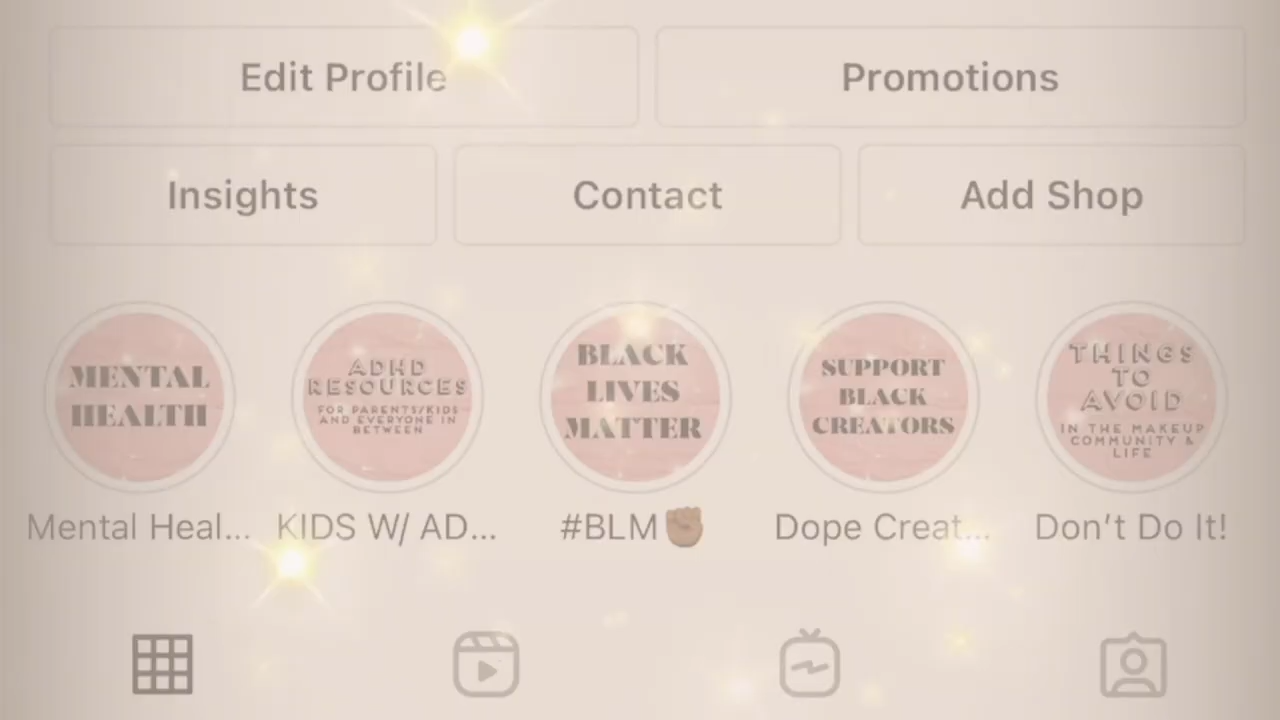 Edit Profile
Promotions
Insights
Contact
Add Shop
MENTAL
HEALTH
ADHD
RESOURCES
FOR PARENTS/KIDS
AND EVERYONE IN
BETWEEN
BLACK
LIVES
MATTER
SUPPORT
BLACK
CREATORS
THINGS
TO
AVOID
IN THE MAKEUP
COMMUNITY &
LIFE
Mental Heal...
KIDS W/ AD...
#BLM✊🏽
Dope Creat...
Don't Do It!